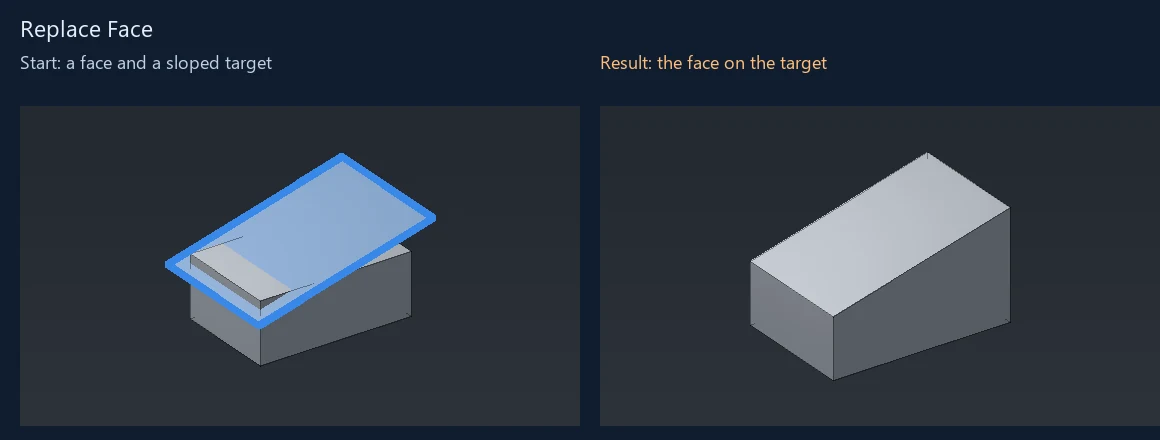 Replace Face
Start: a face and a sloped target
Result: the face on the target